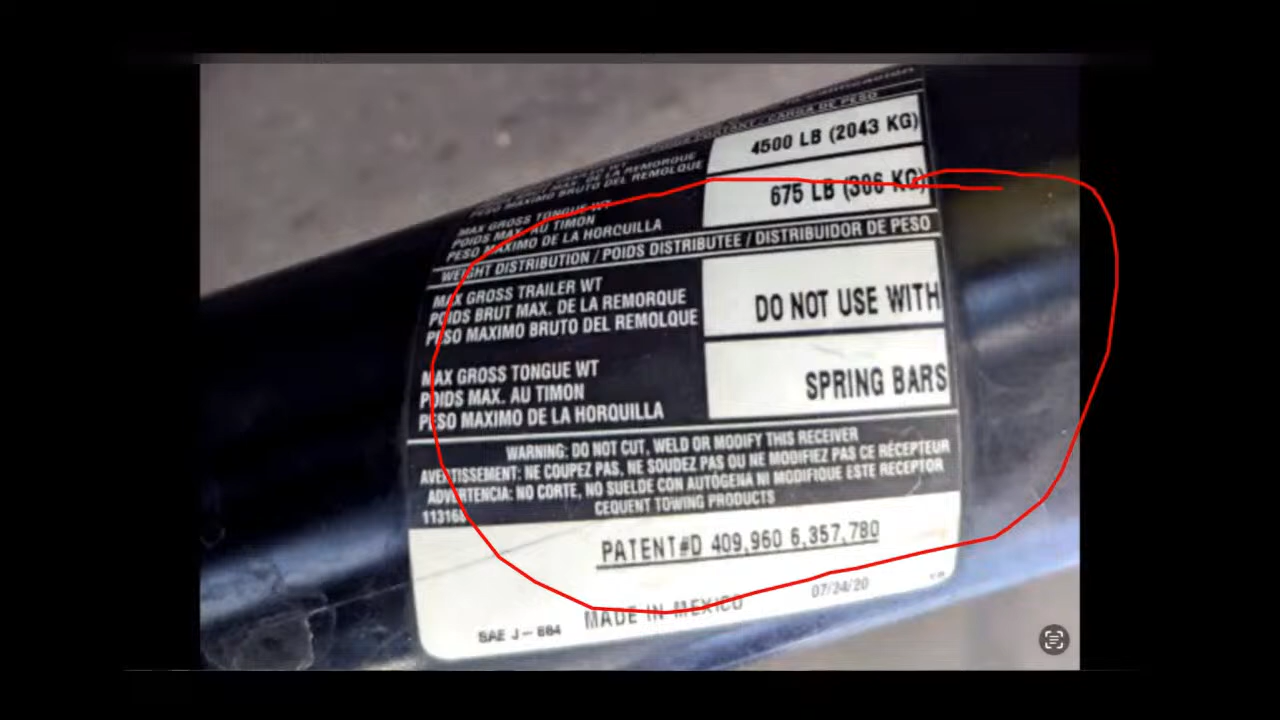 4500 LB (2043 KG)
PESO MAXIMO BRUTO DEL REMOLQUE
MAX GROSS TONGUE WT
POIDS MAX. AU TIMON
PESO MAXIMO DE LA HORQUILLA
675 LB (306 KG)
WEIGHT DISTRIBUTION / POIDS DISTRIBUTEE / DISTRIBUIDOR DE PESO
MAX GROSS TRAILER WT
POIDS BRUT MAX. DE LA REMORQUE
PESO MAXIMO BRUTO DEL REMOLQUE
DO NOT USE WITH
MAX GROSS TONGUE WT
POIDS MAX. AU TIMON
PESO MAXIMO DE LA HORQUILLA
SPRING BARS
WARNING: DO NOT CUT, WELD OR MODIFY THIS RECEIVER
AVERTISSEMENT: NE COUPEZ PAS, NE SOUDEZ PAS OU NE MODIFIEZ PAS CE RÉCEPTEUR
ADVERTENCIA: NO CORTE, NO SUELDE CON AUTÓGENA NI MODIFIQUE ESTE RECEPTOR
CEQUENT TOWING PRODUCTS
PATENT#D 409,960 6,357,780
MADE IN MEXICO
07/24/20
SAE J-684